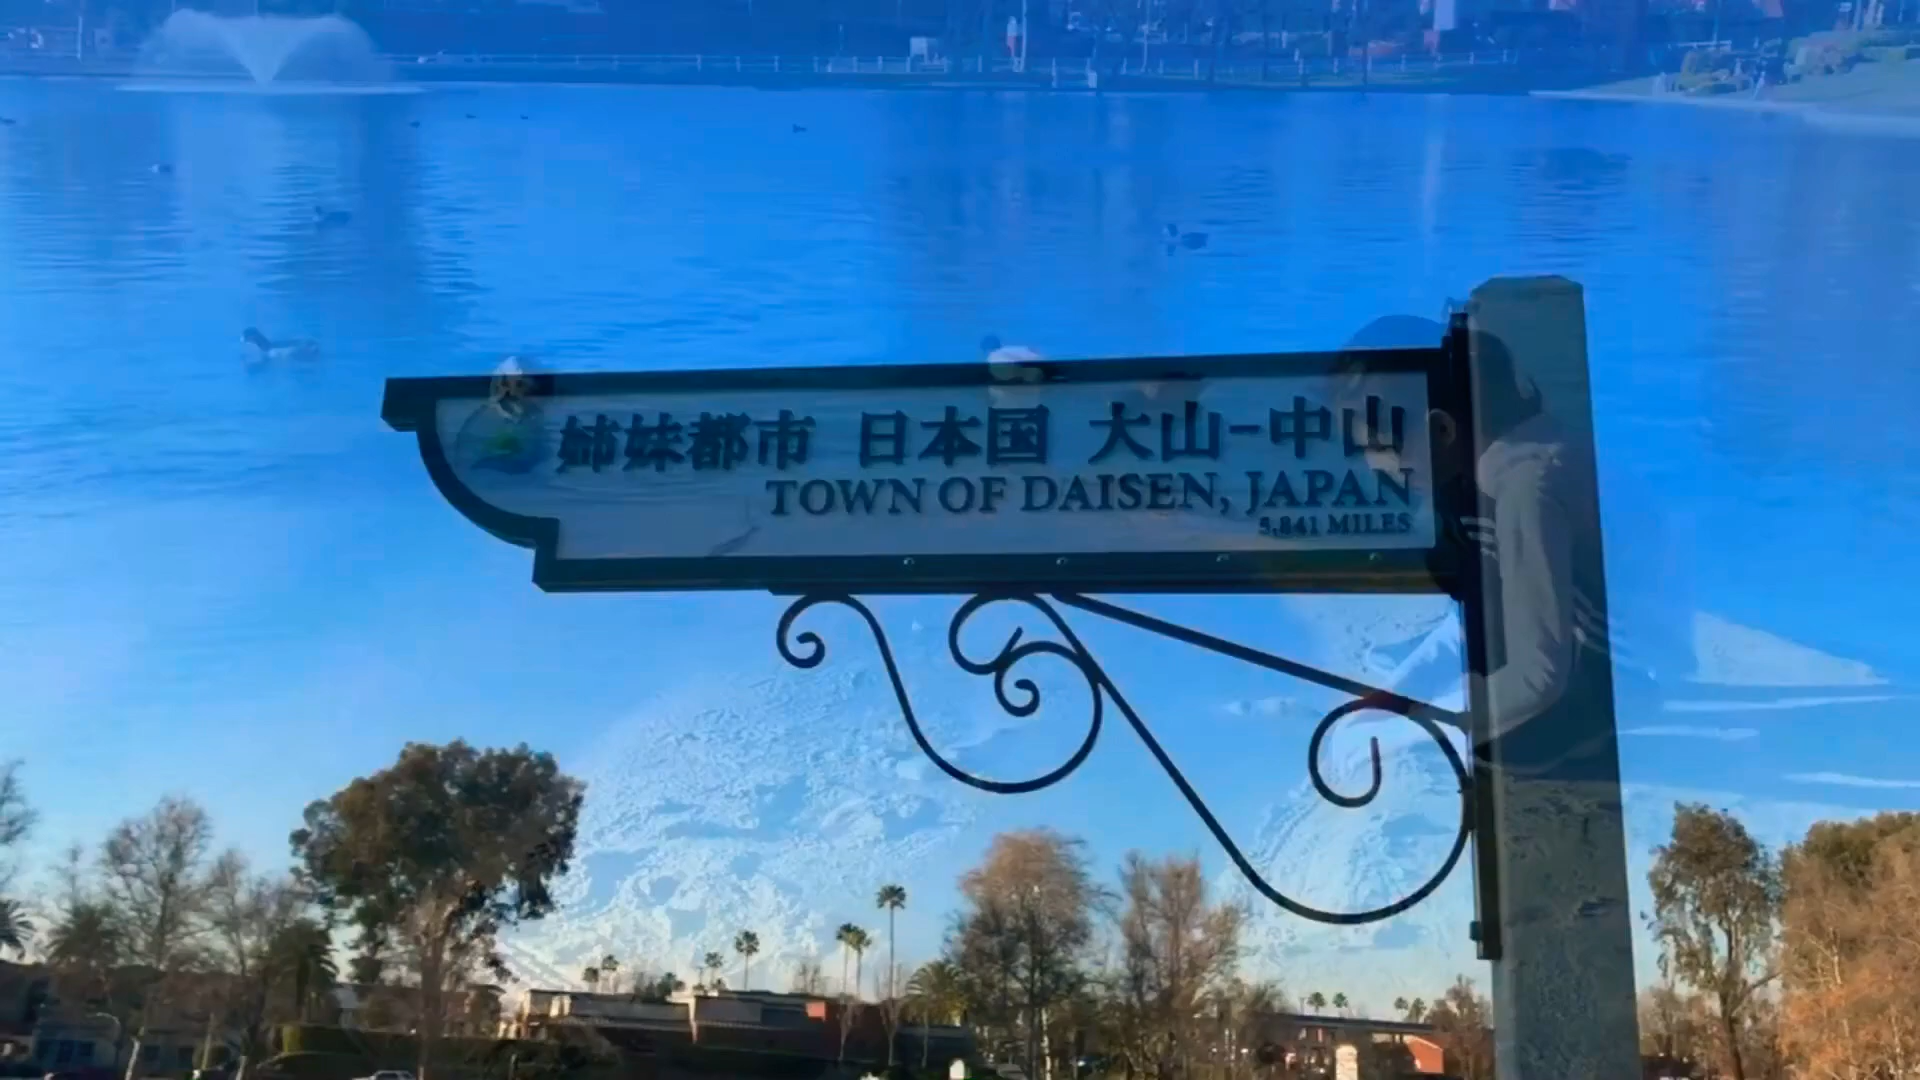 姉妹都市 日本国 大山-中山
TOWN OF DAISEN, JAPAN
5,841 MILES